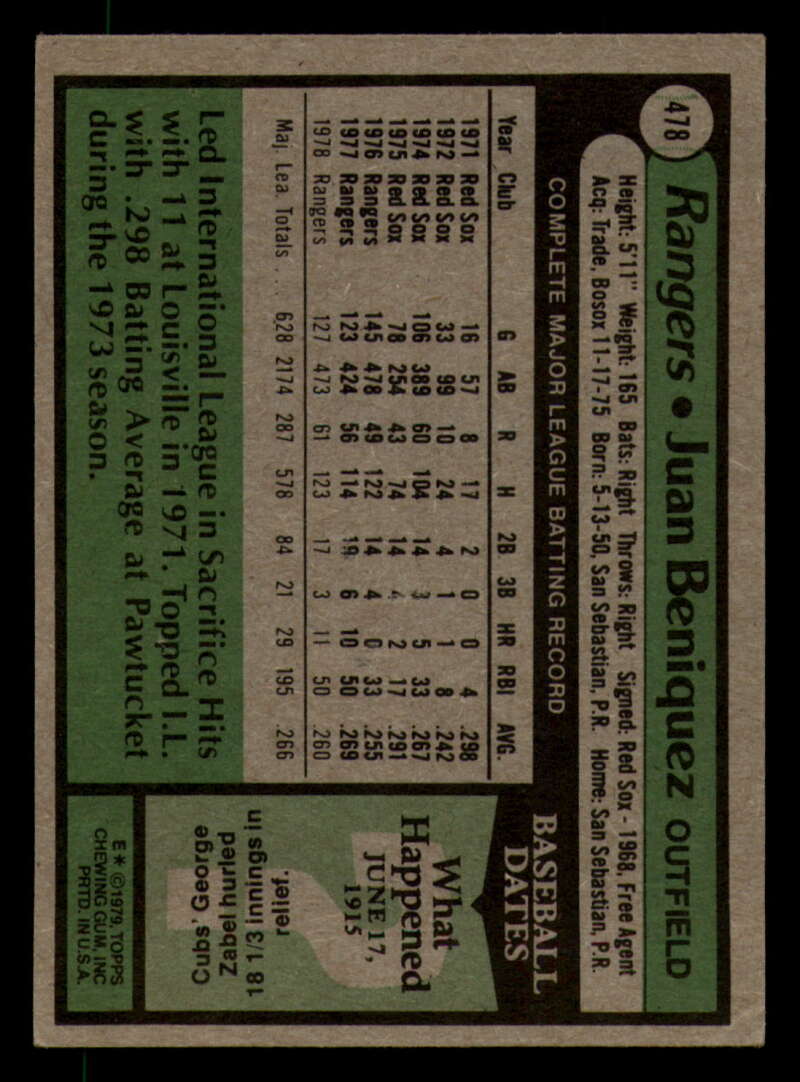 478
Rangers • Juan Beniquez OUTFIELD
Height: 5'11" Weight: 165 Bats: Right Throws: Right Signed: Red Sox - 1968, Free Agent
Acq: Trade, Bosox 11-17-75 Born: 5-13-50, San Sebastian, P.R. Home: San Sebastian, P.R.
COMPLETE MAJOR LEAGUE BATTING RECORD
Year Club G AB R H 2B 3B HR RBI AVG.
1971 Red Sox 16 57 8 17 2 0 0 4 .298
1972 Red Sox 33 99 10 24 4 1 1 8 .242
1974 Red Sox 106 389 60 104 14 3 5 33 .267
1975 Red Sox 78 254 43 74 14 4 2 17 .291
1976 Rangers 145 478 49 122 14 4 0 33 .255
1977 Rangers 123 424 56 114 19 6 10 50 .269
1978 Rangers 127 473 61 123 17 3 11 50 .260
Maj. Lea. Totals . . . 628 2174 287 578 84 21 29 195 .266
Led International League in Sacrifice Hits
with 11 at Louisville in 1971. Topped I.L.
with .298 Batting Average at Pawtucket
during the 1973 season.
BASEBALL
DATES
What
Happened
JUNE 17,
1915
?
Cubs' George
Zabel hurled
18 1/3 innings in
relief.
E* ©1979, TOPPS
CHEWING GUM, INC
PRTD. IN U.S.A.